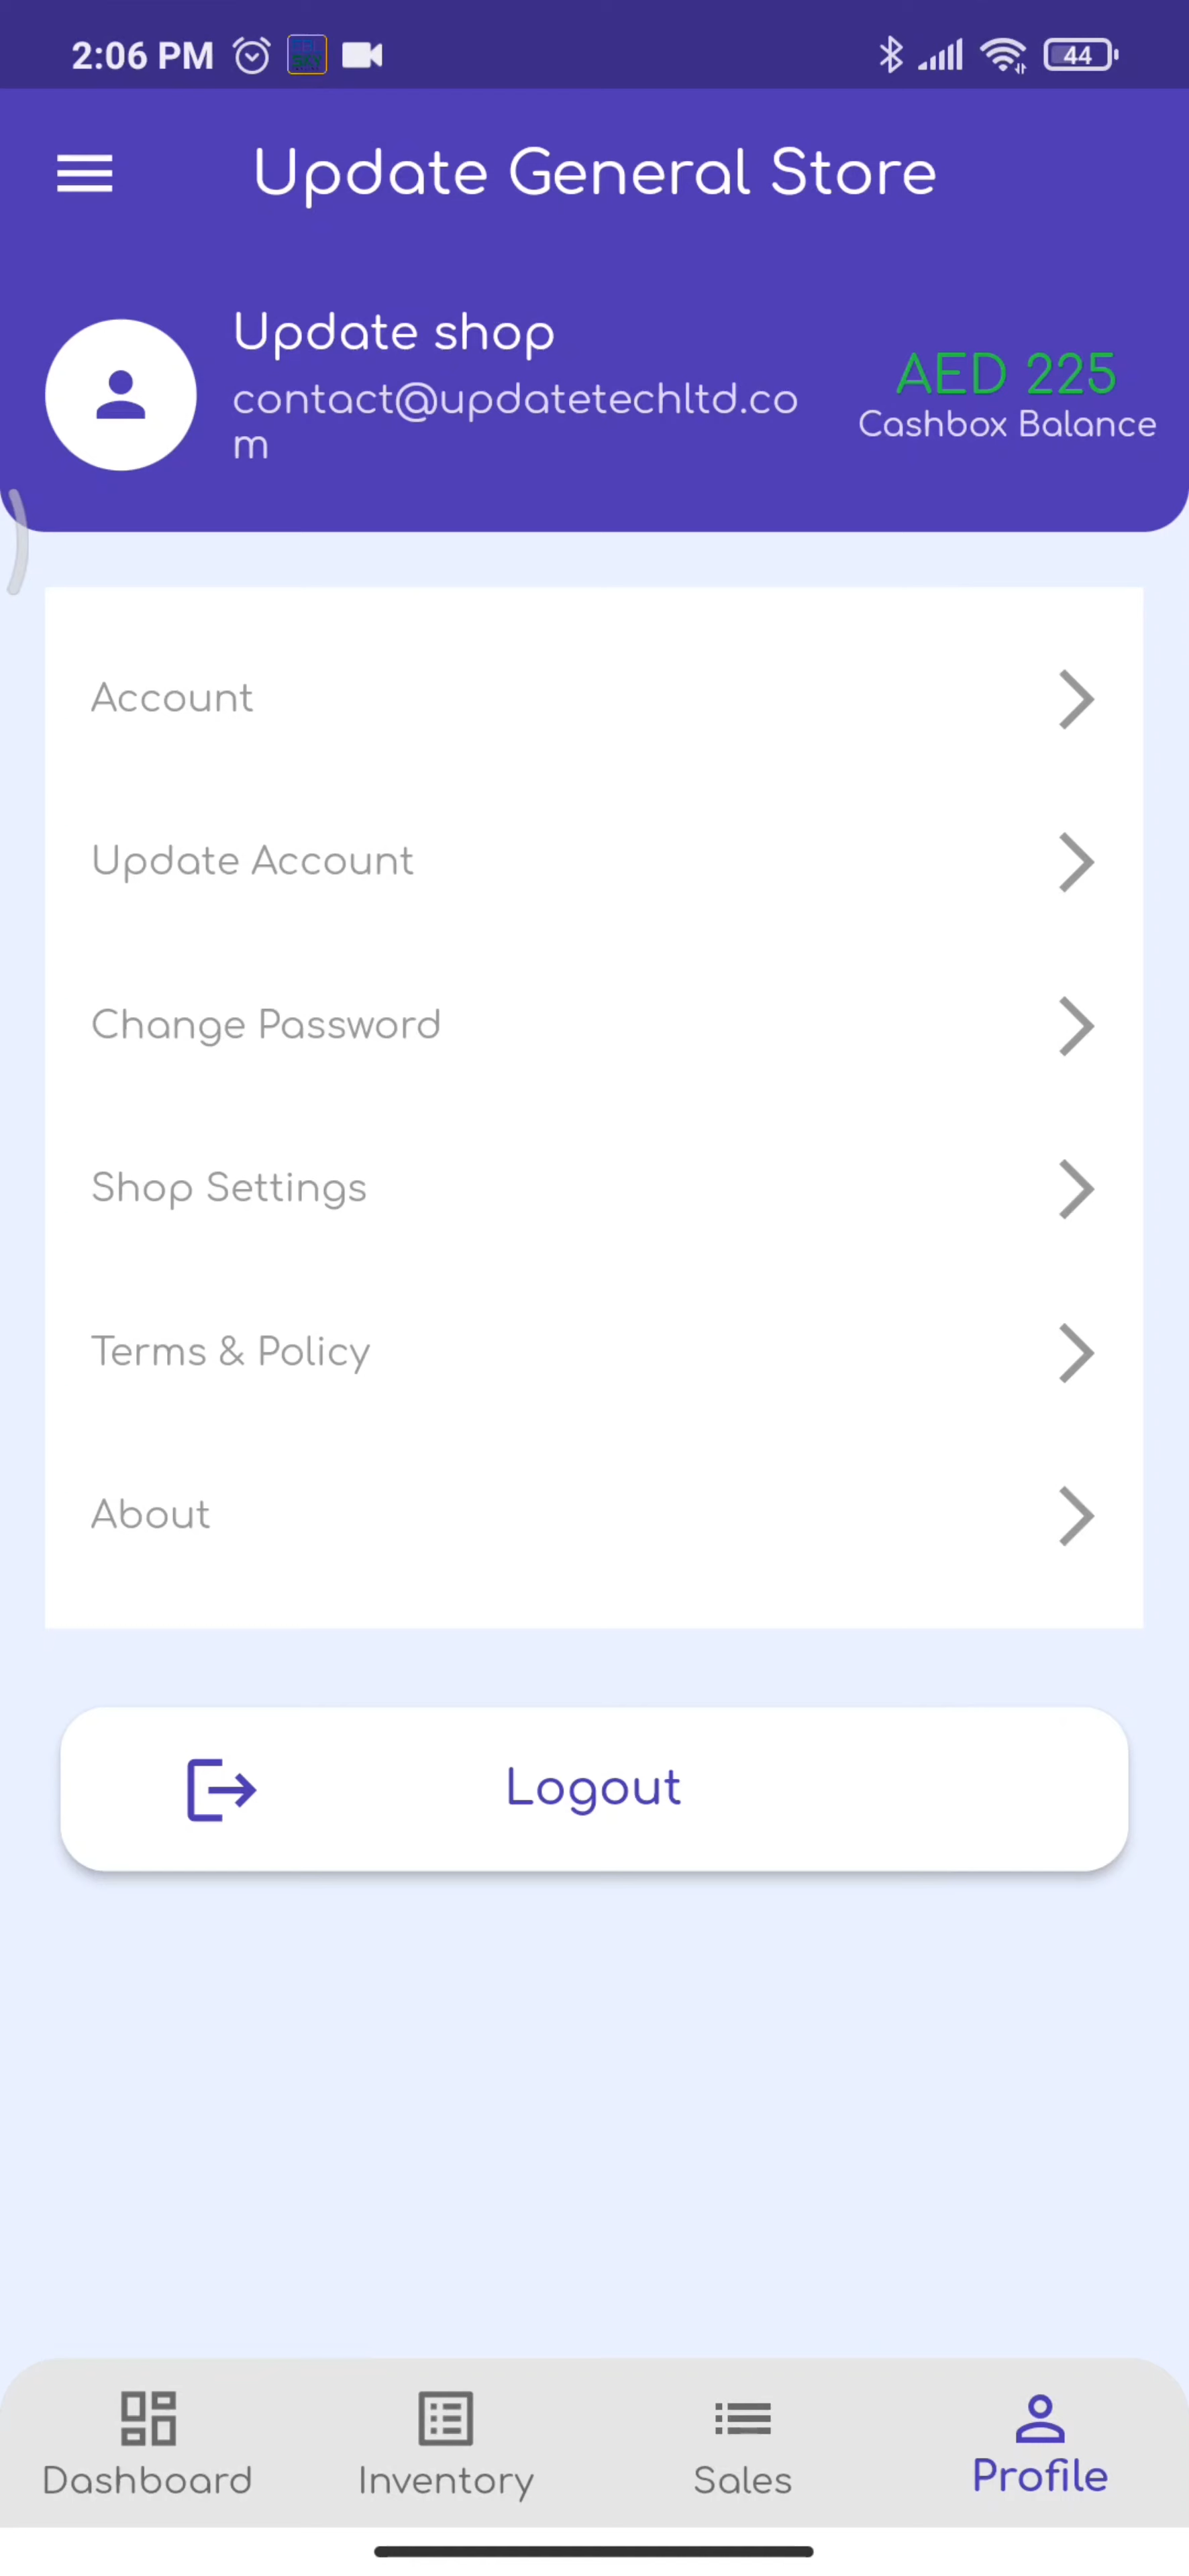 2:06 PM
44
Update General Store
Update shop
contact@updatetechltd.co
m
AED 225
Cashbox Balance
Account
Update Account
Change Password
Shop Settings
Terms & Policy
About
Logout
Dashboard
Inventory
Sales
Profile